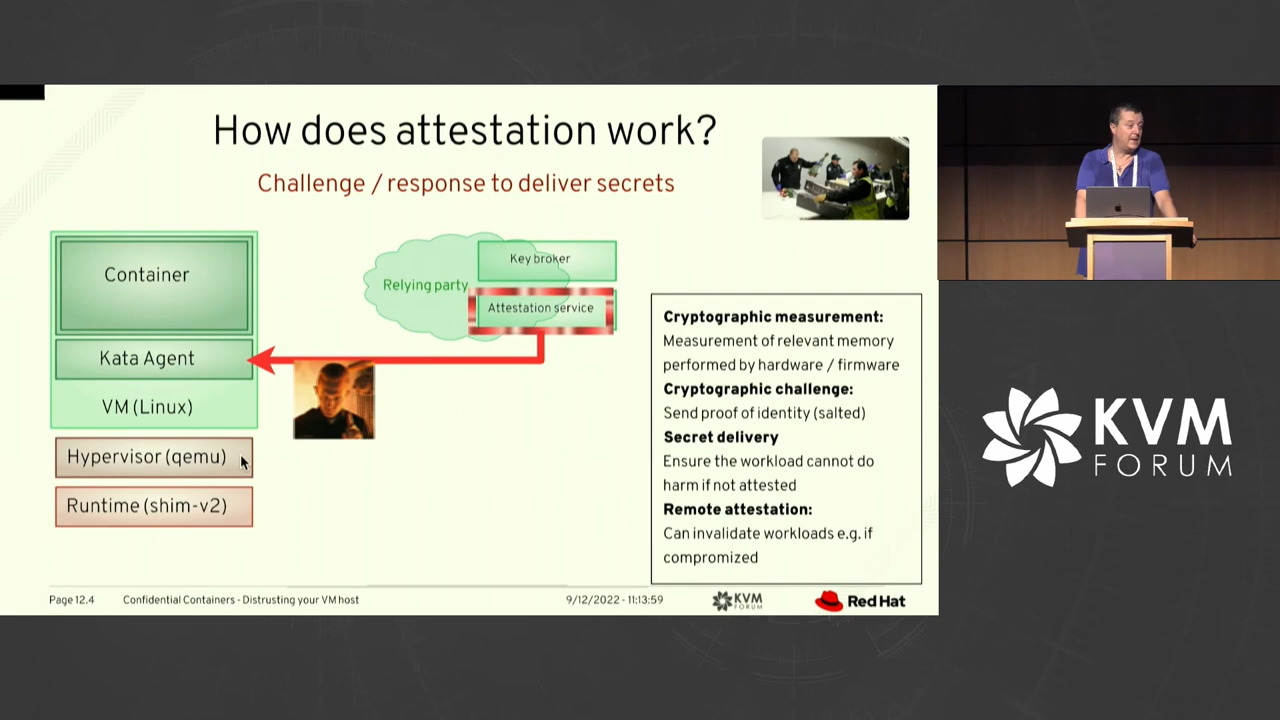 How does attestation work?
Challenge / response to deliver secrets
Container
Kata Agent
VM (Linux)
Hypervisor (qemu)
Runtime (shim-v2)
Relying party
Key broker
Attestation service
Cryptographic measurement:
Measurement of relevant memory
performed by hardware / firmware
Cryptographic challenge:
Send proof of identity (salted)
Secret delivery
Ensure the workload cannot do
harm if not attested
Remote attestation:
Can invalidate workloads e.g. if
compromized
Page 12.4
Confidential Containers - Distrusting your VM host
9/12/2022 - 11:13:59
KVM
FORUM
Red Hat
KVM
FORUM